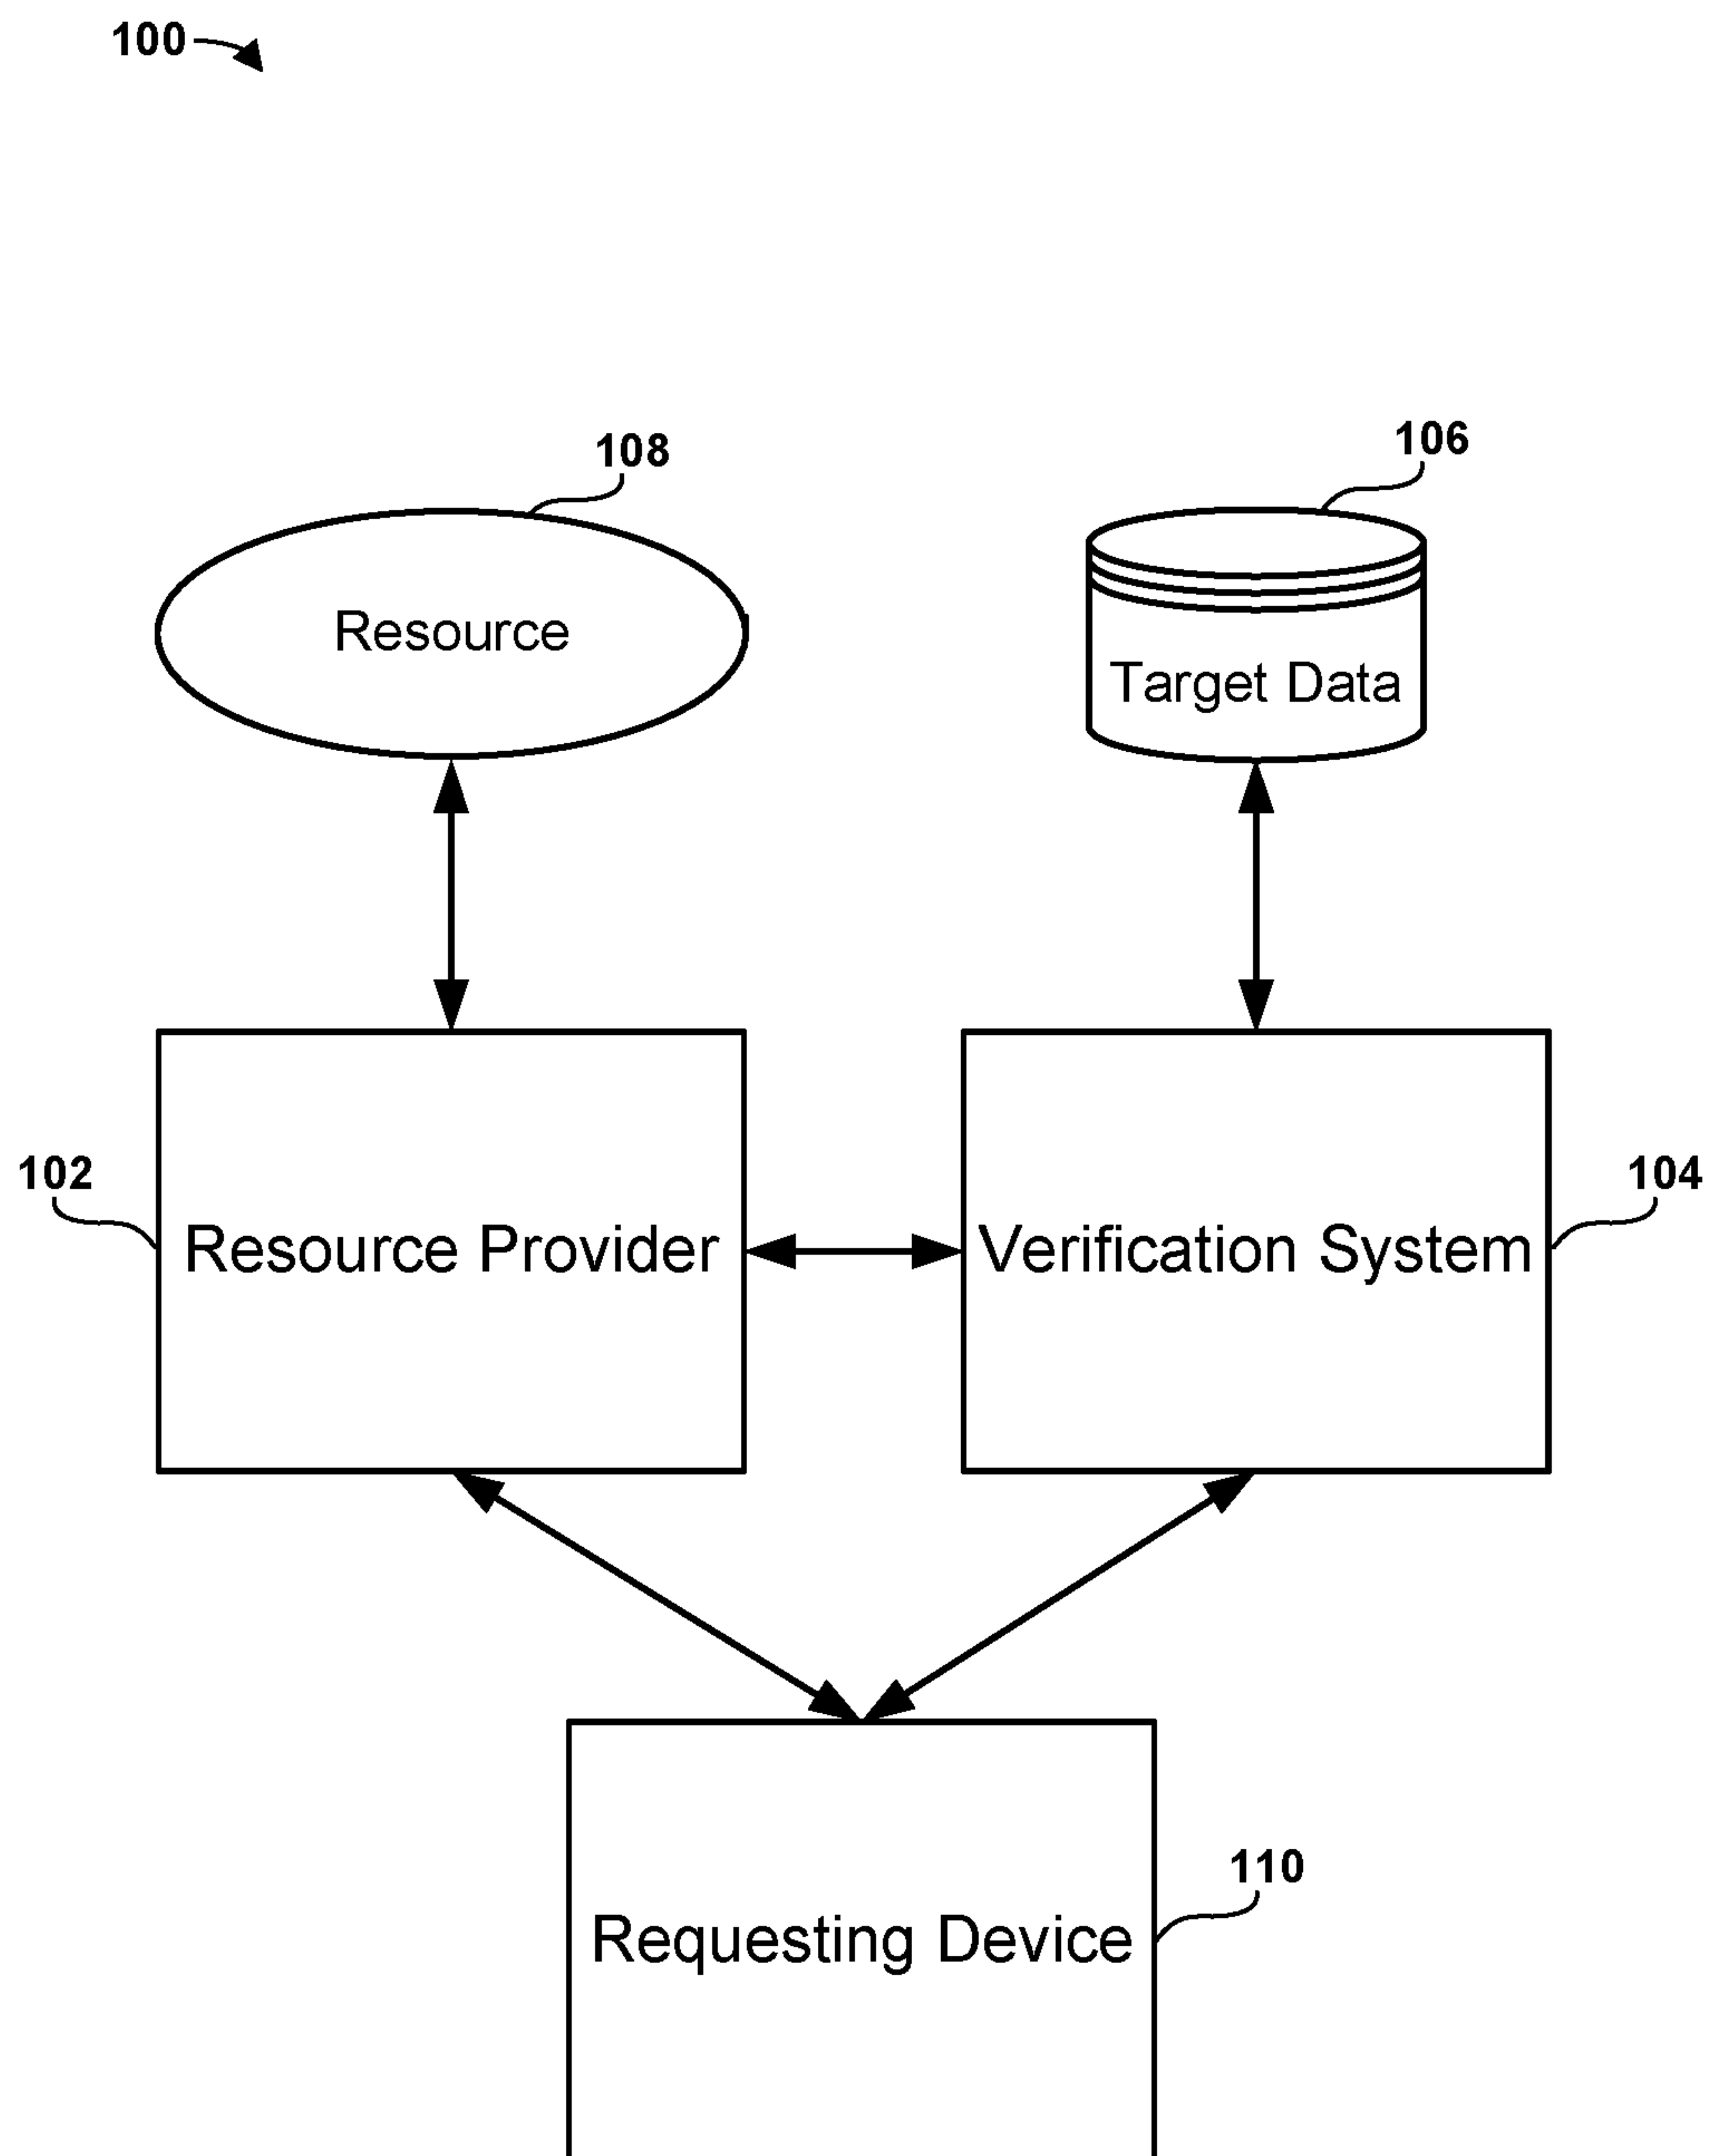 100
108
106
Resource
Target Data
102
104
Resource Provider
Verification System
110
Requesting Device